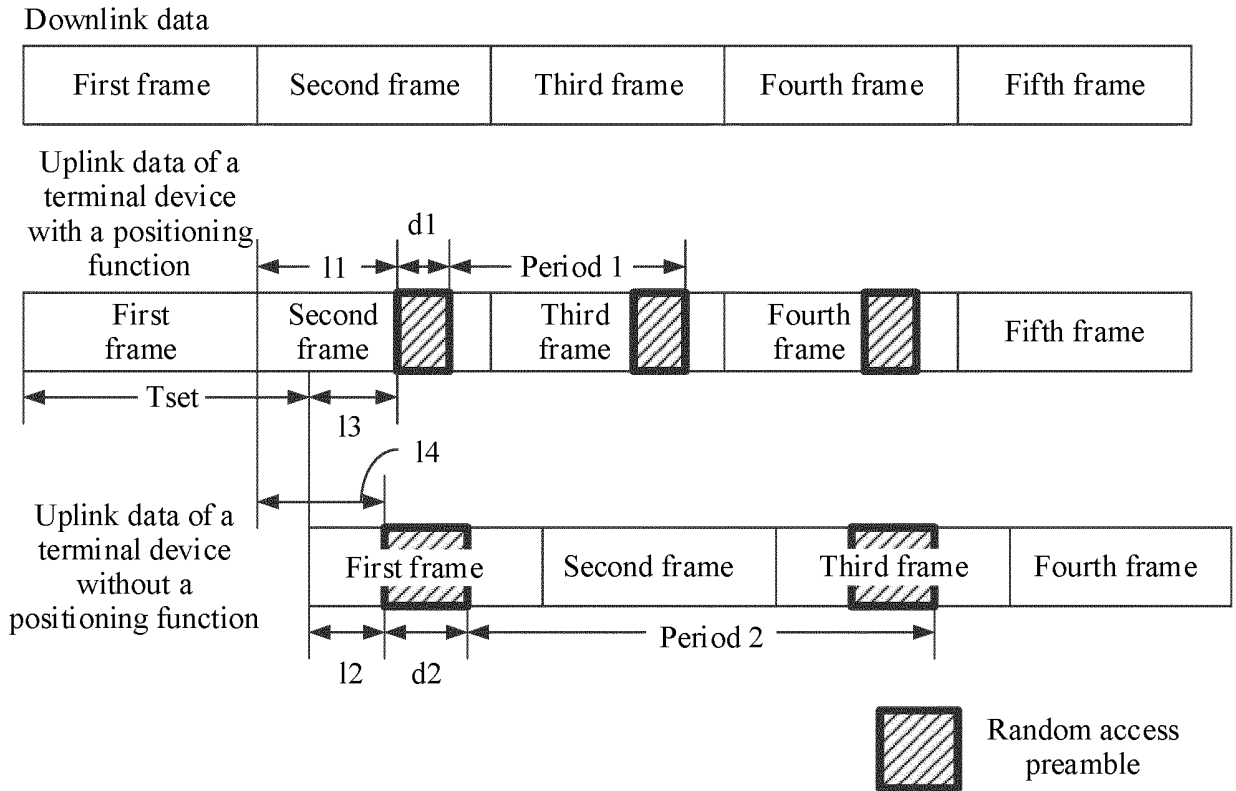 Downlink data
First frame
Second frame
Third frame
Fourth frame
Fifth frame
Uplink data of a
terminal device
with a positioning
function
l1
d1
Period 1
First
frame
Second
frame
Third
frame
Fourth
frame
Fifth frame
Tset
l3
l4
Uplink data of a
terminal device
without a
positioning function
First frame
Second frame
Third frame
Fourth frame
l2
d2
Period 2
Random access
preamble